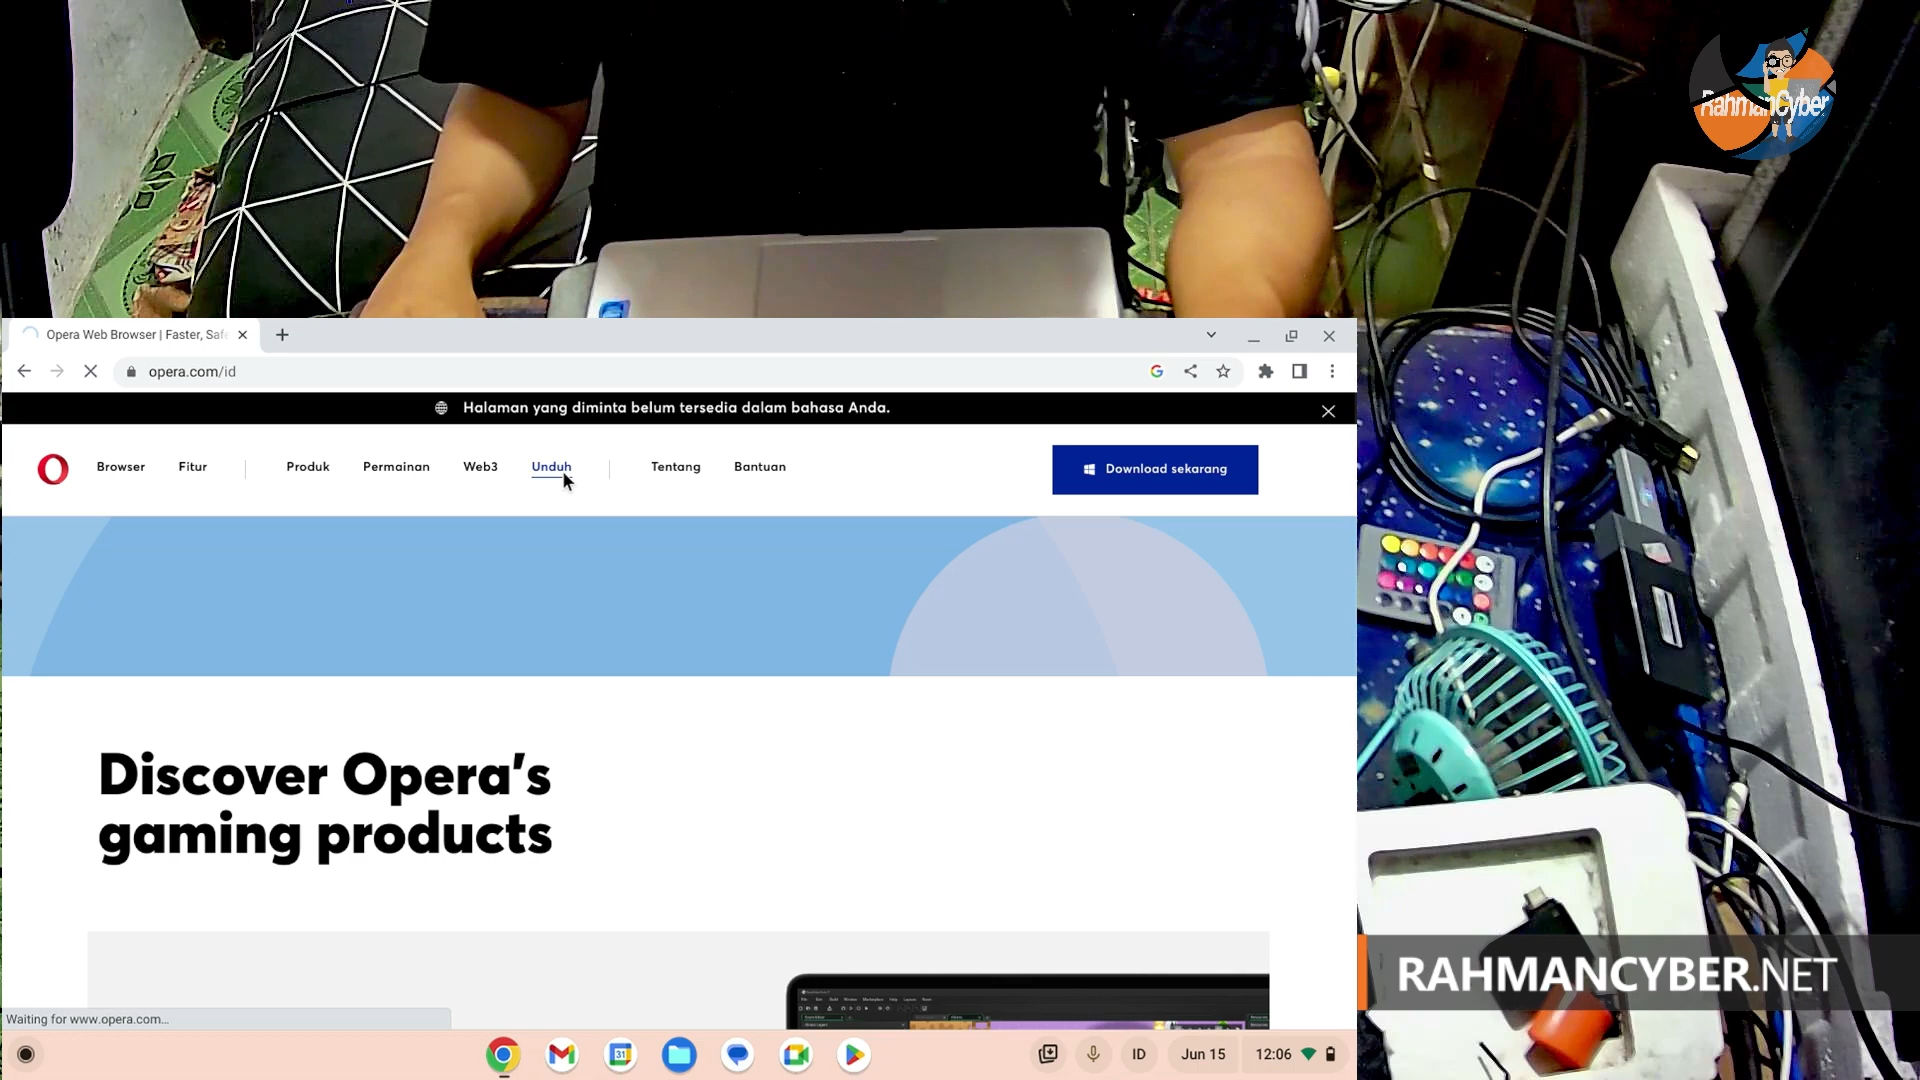 RahmanCyber
Opera Web Browser | Faster, Safe
opera.com/id
Halaman yang diminta belum tersedia dalam bahasa Anda.
Browser
Fitur
Produk
Permainan
Web3
Unduh
Tentang
Bantuan
Download sekarang
Discover Opera's
gaming products
Waiting for www.opera.com...
31
ID
Jun 15
12:06
RAHMANCYBER.NET